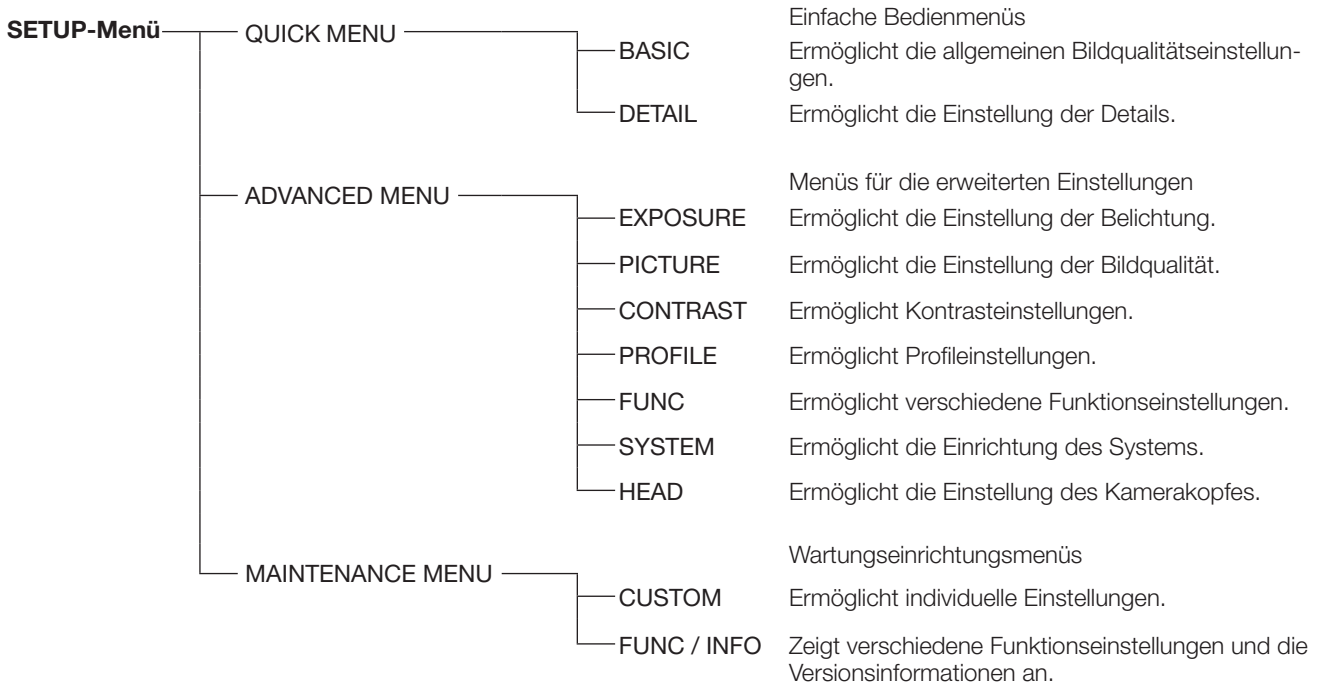 Einfache Bedienmenüs
SETUP-Menü QUICK MENU
BASIC Ermöglicht die allgemeinen Bildqualitätseinstellun-
gen.
DETAIL Ermöglicht die Einstellung der Details.
Menüs für die erweiterten Einstellungen
ADVANCED MENU
EXPOSURE Ermöglicht die Einstellung der Belichtung.
PICTURE Ermöglicht die Einstellung der Bildqualität.
CONTRAST Ermöglicht Kontrasteinstellungen.
PROFILE Ermöglicht Profileinstellungen.
FUNC Ermöglicht verschiedene Funktionseinstellungen.
SYSTEM Ermöglicht die Einrichtung des Systems.
HEAD Ermöglicht die Einstellung des Kamerakopfes.
Wartungseinrichtungsmenüs
MAINTENANCE MENU
CUSTOM Ermöglicht individuelle Einstellungen.
FUNC / INFO Zeigt verschiedene Funktionseinstellungen und die
Versionsinformationen an.